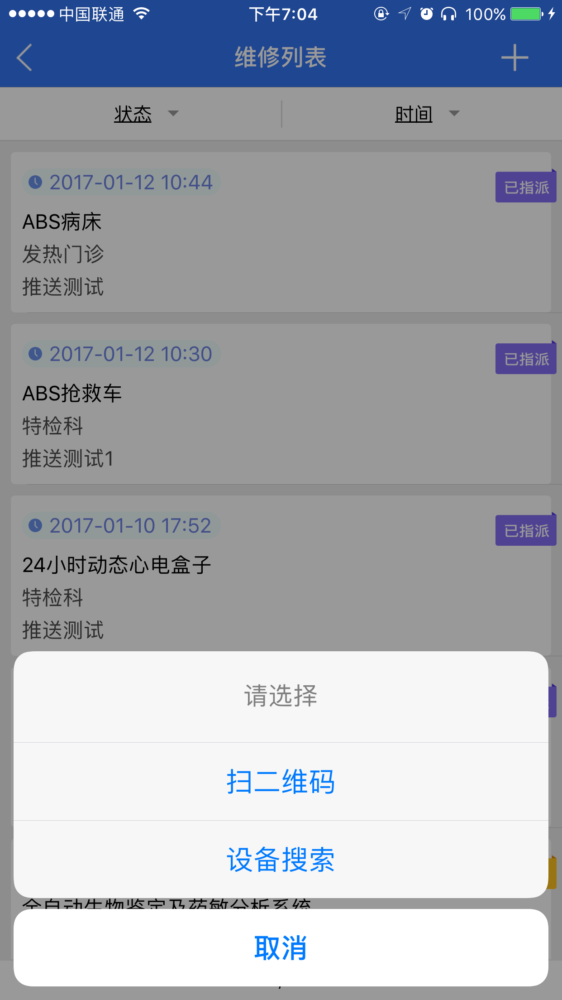 中国联通 下午7:04 100%
维修列表
状态 时间
2017-01-12 10:44 已指派
ABS病床
发热门诊
推送测试
2017-01-12 10:30 已指派
ABS抢救车
特检科
推送测试1
2017-01-10 17:52 已指派
24小时动态心电盒子
特检科
推送测试
请选择
扫二维码
设备搜索
全自动生物鉴定及药敏分析系统
取消